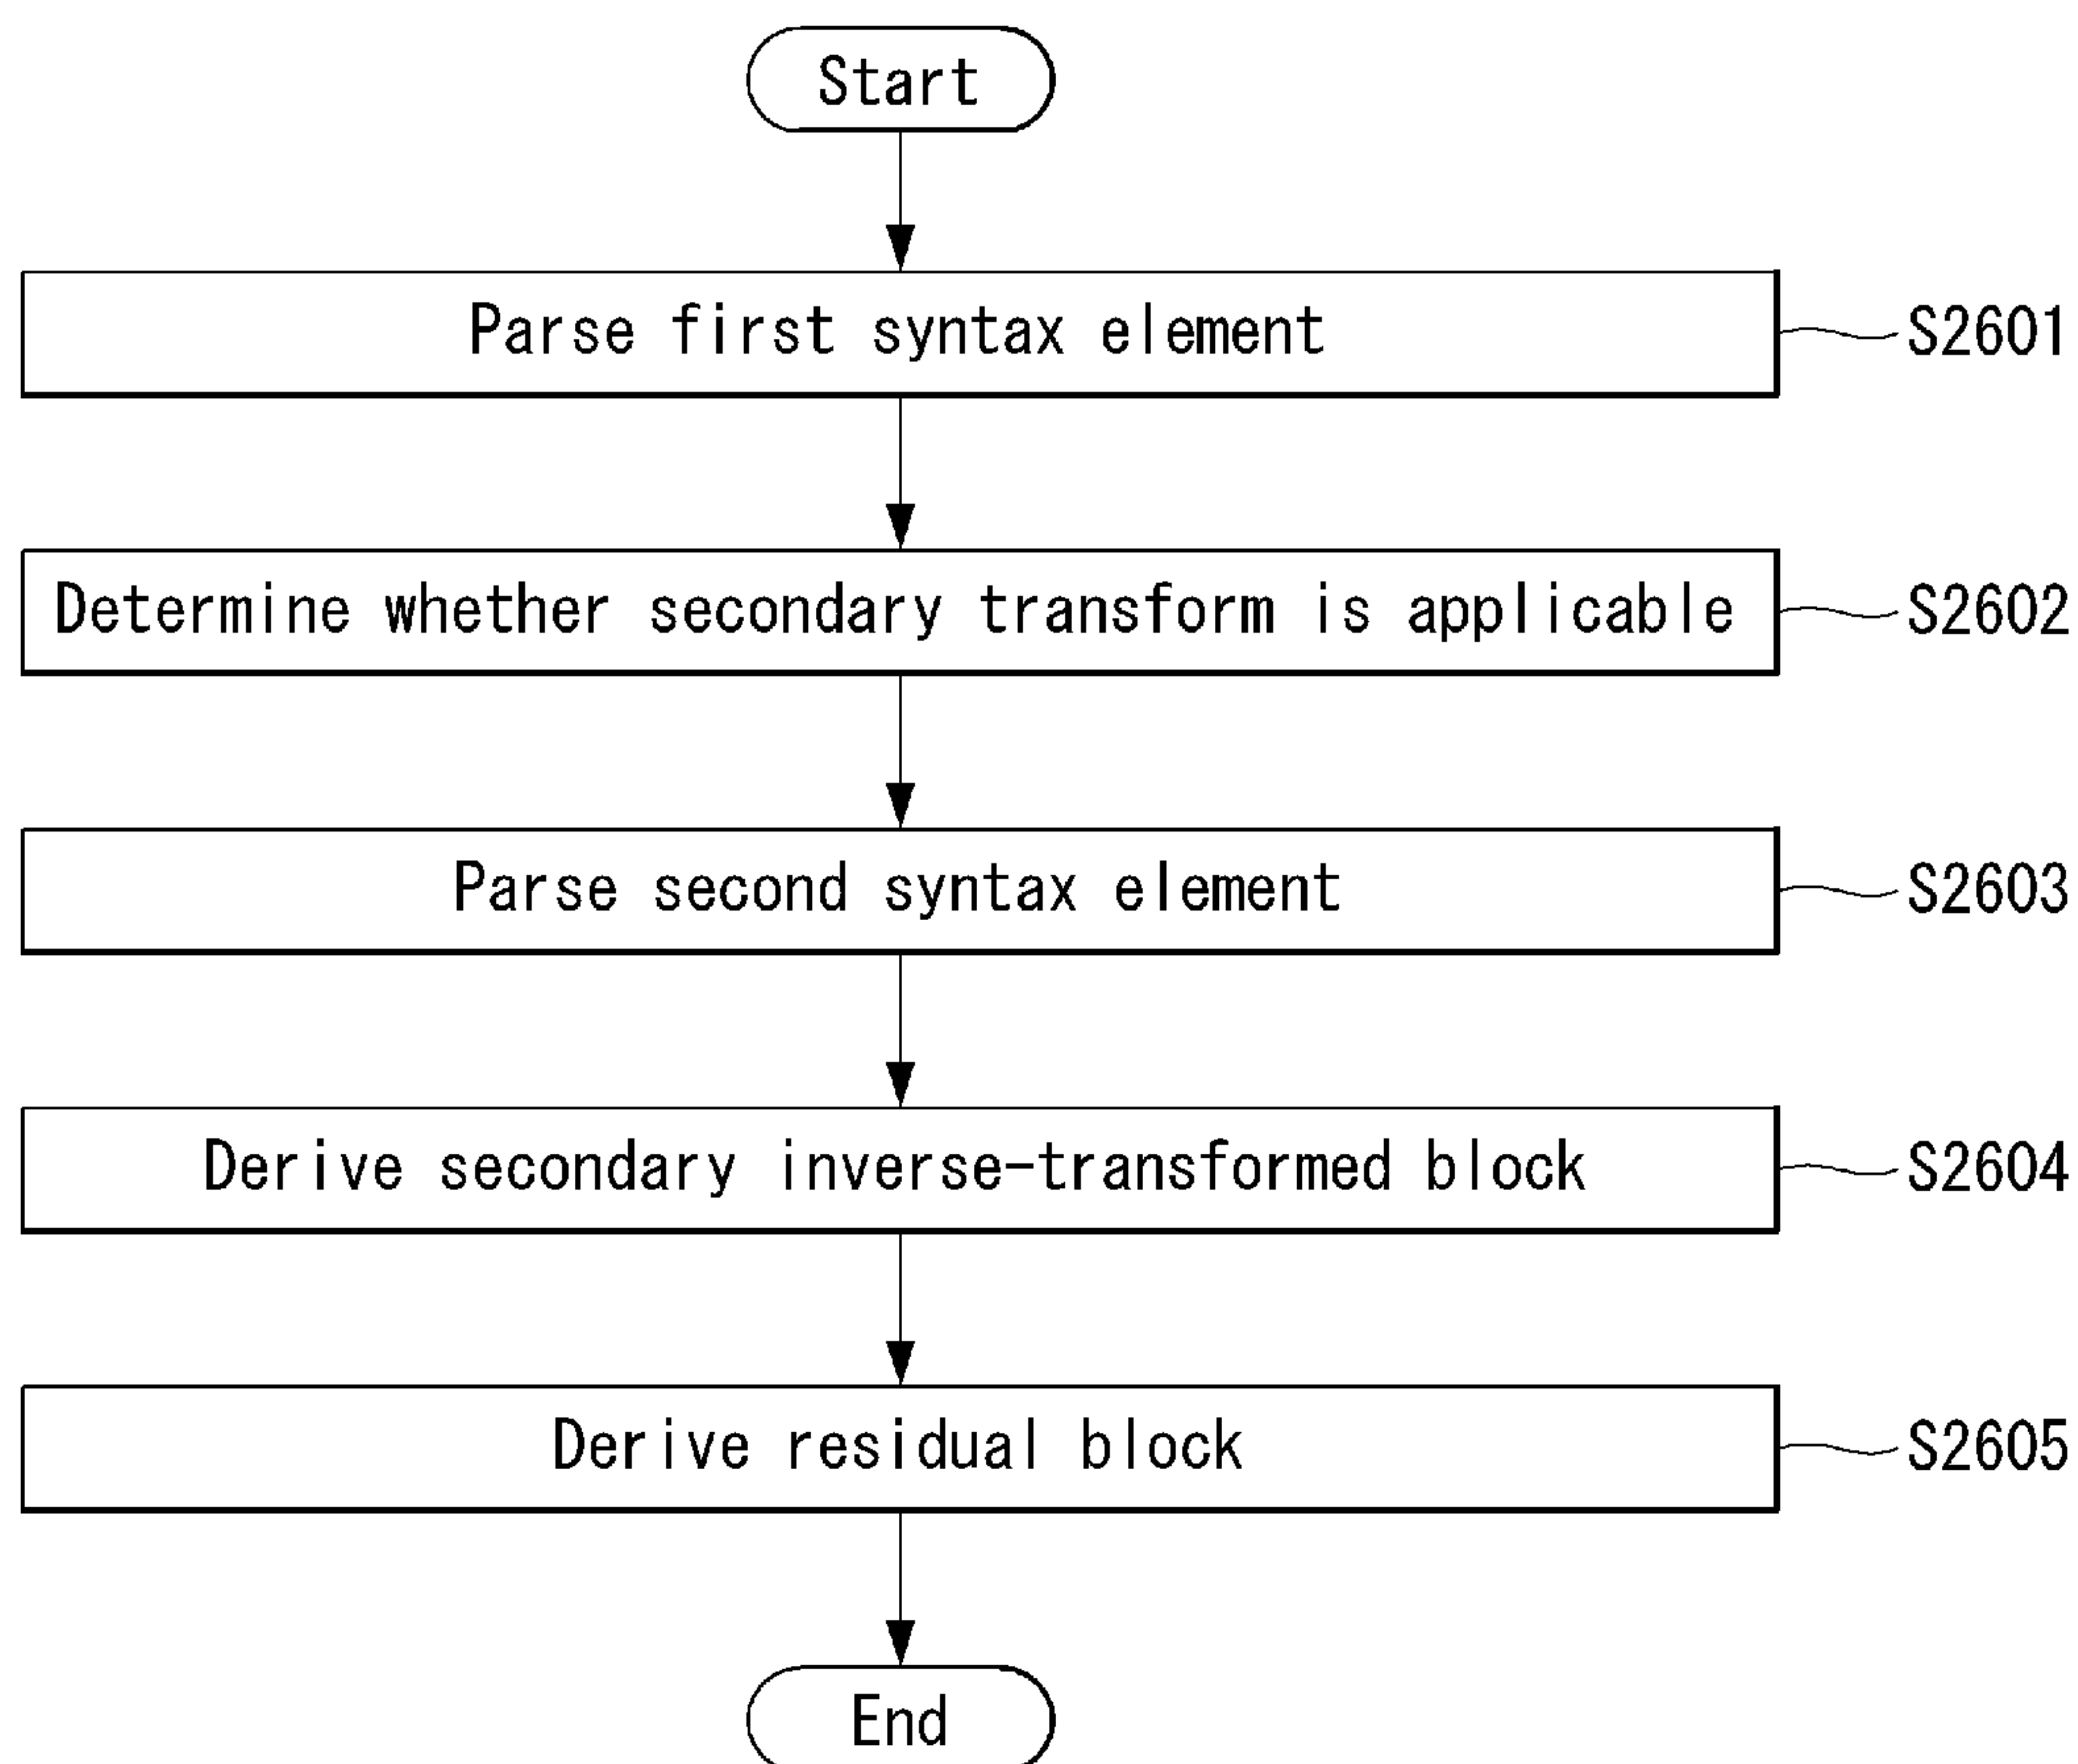 Start
Parse first syntax element
S2601
Determine whether secondary transform is applicable
S2602
Parse second syntax element
S2603
Derive secondary inverse-transformed block
S2604
Derive residual block
S2605
End